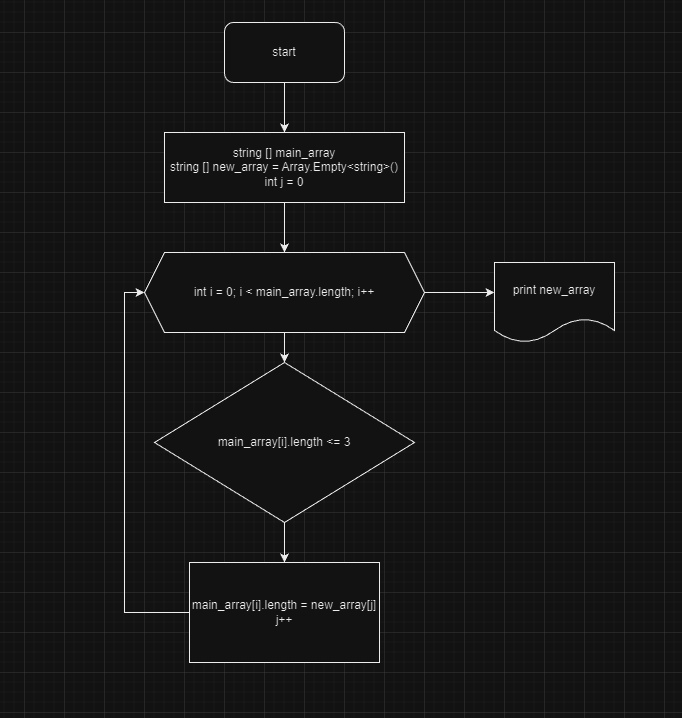 start
string [] main_array
string [] new_array = Array.Empty<string>()
int j = 0
int i = 0; i < main_array.length; i++
print new_array
main_array[i].length <= 3
main_array[i].length = new_array[j]
j++